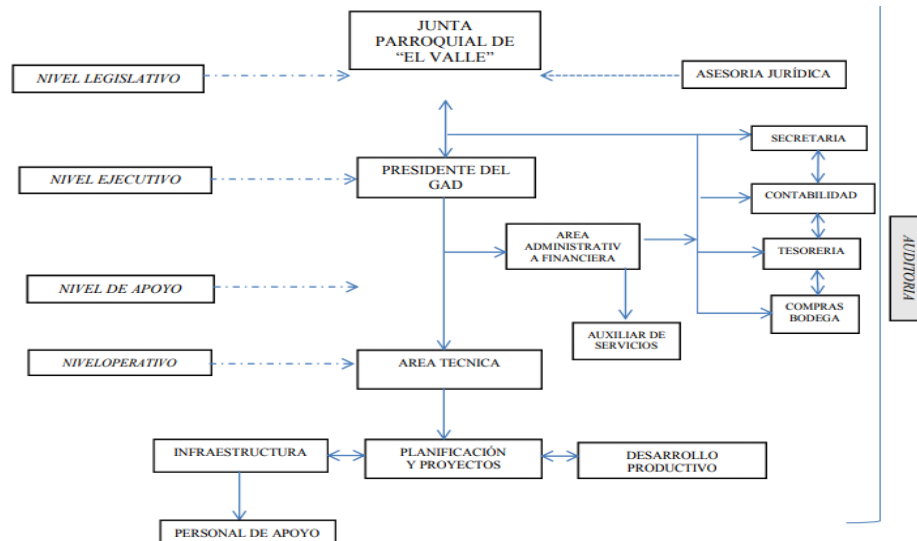 JUNTA
PARROQUIAL DE
“EL VALLE”
NIVEL LEGISLATIVO
ASESORIA JURÍDICA
SECRETARIA
NIVEL EJECUTIVO
PRESIDENTE DEL
GAD
CONTABILIDAD
AREA
ADMINISTRATIV
A FINANCIERA
TESORERIA
AUDITORIA
NIVEL DE APOYO
COMPRAS
BODEGA
AUXILIAR DE
SERVICIOS
NIVELOPERATIVO
AREA TECNICA
INFRAESTRUCTURA
PLANIFICACIÓN
Y PROYECTOS
DESARROLLO
PRODUCTIVO
PERSONAL DE APOYO